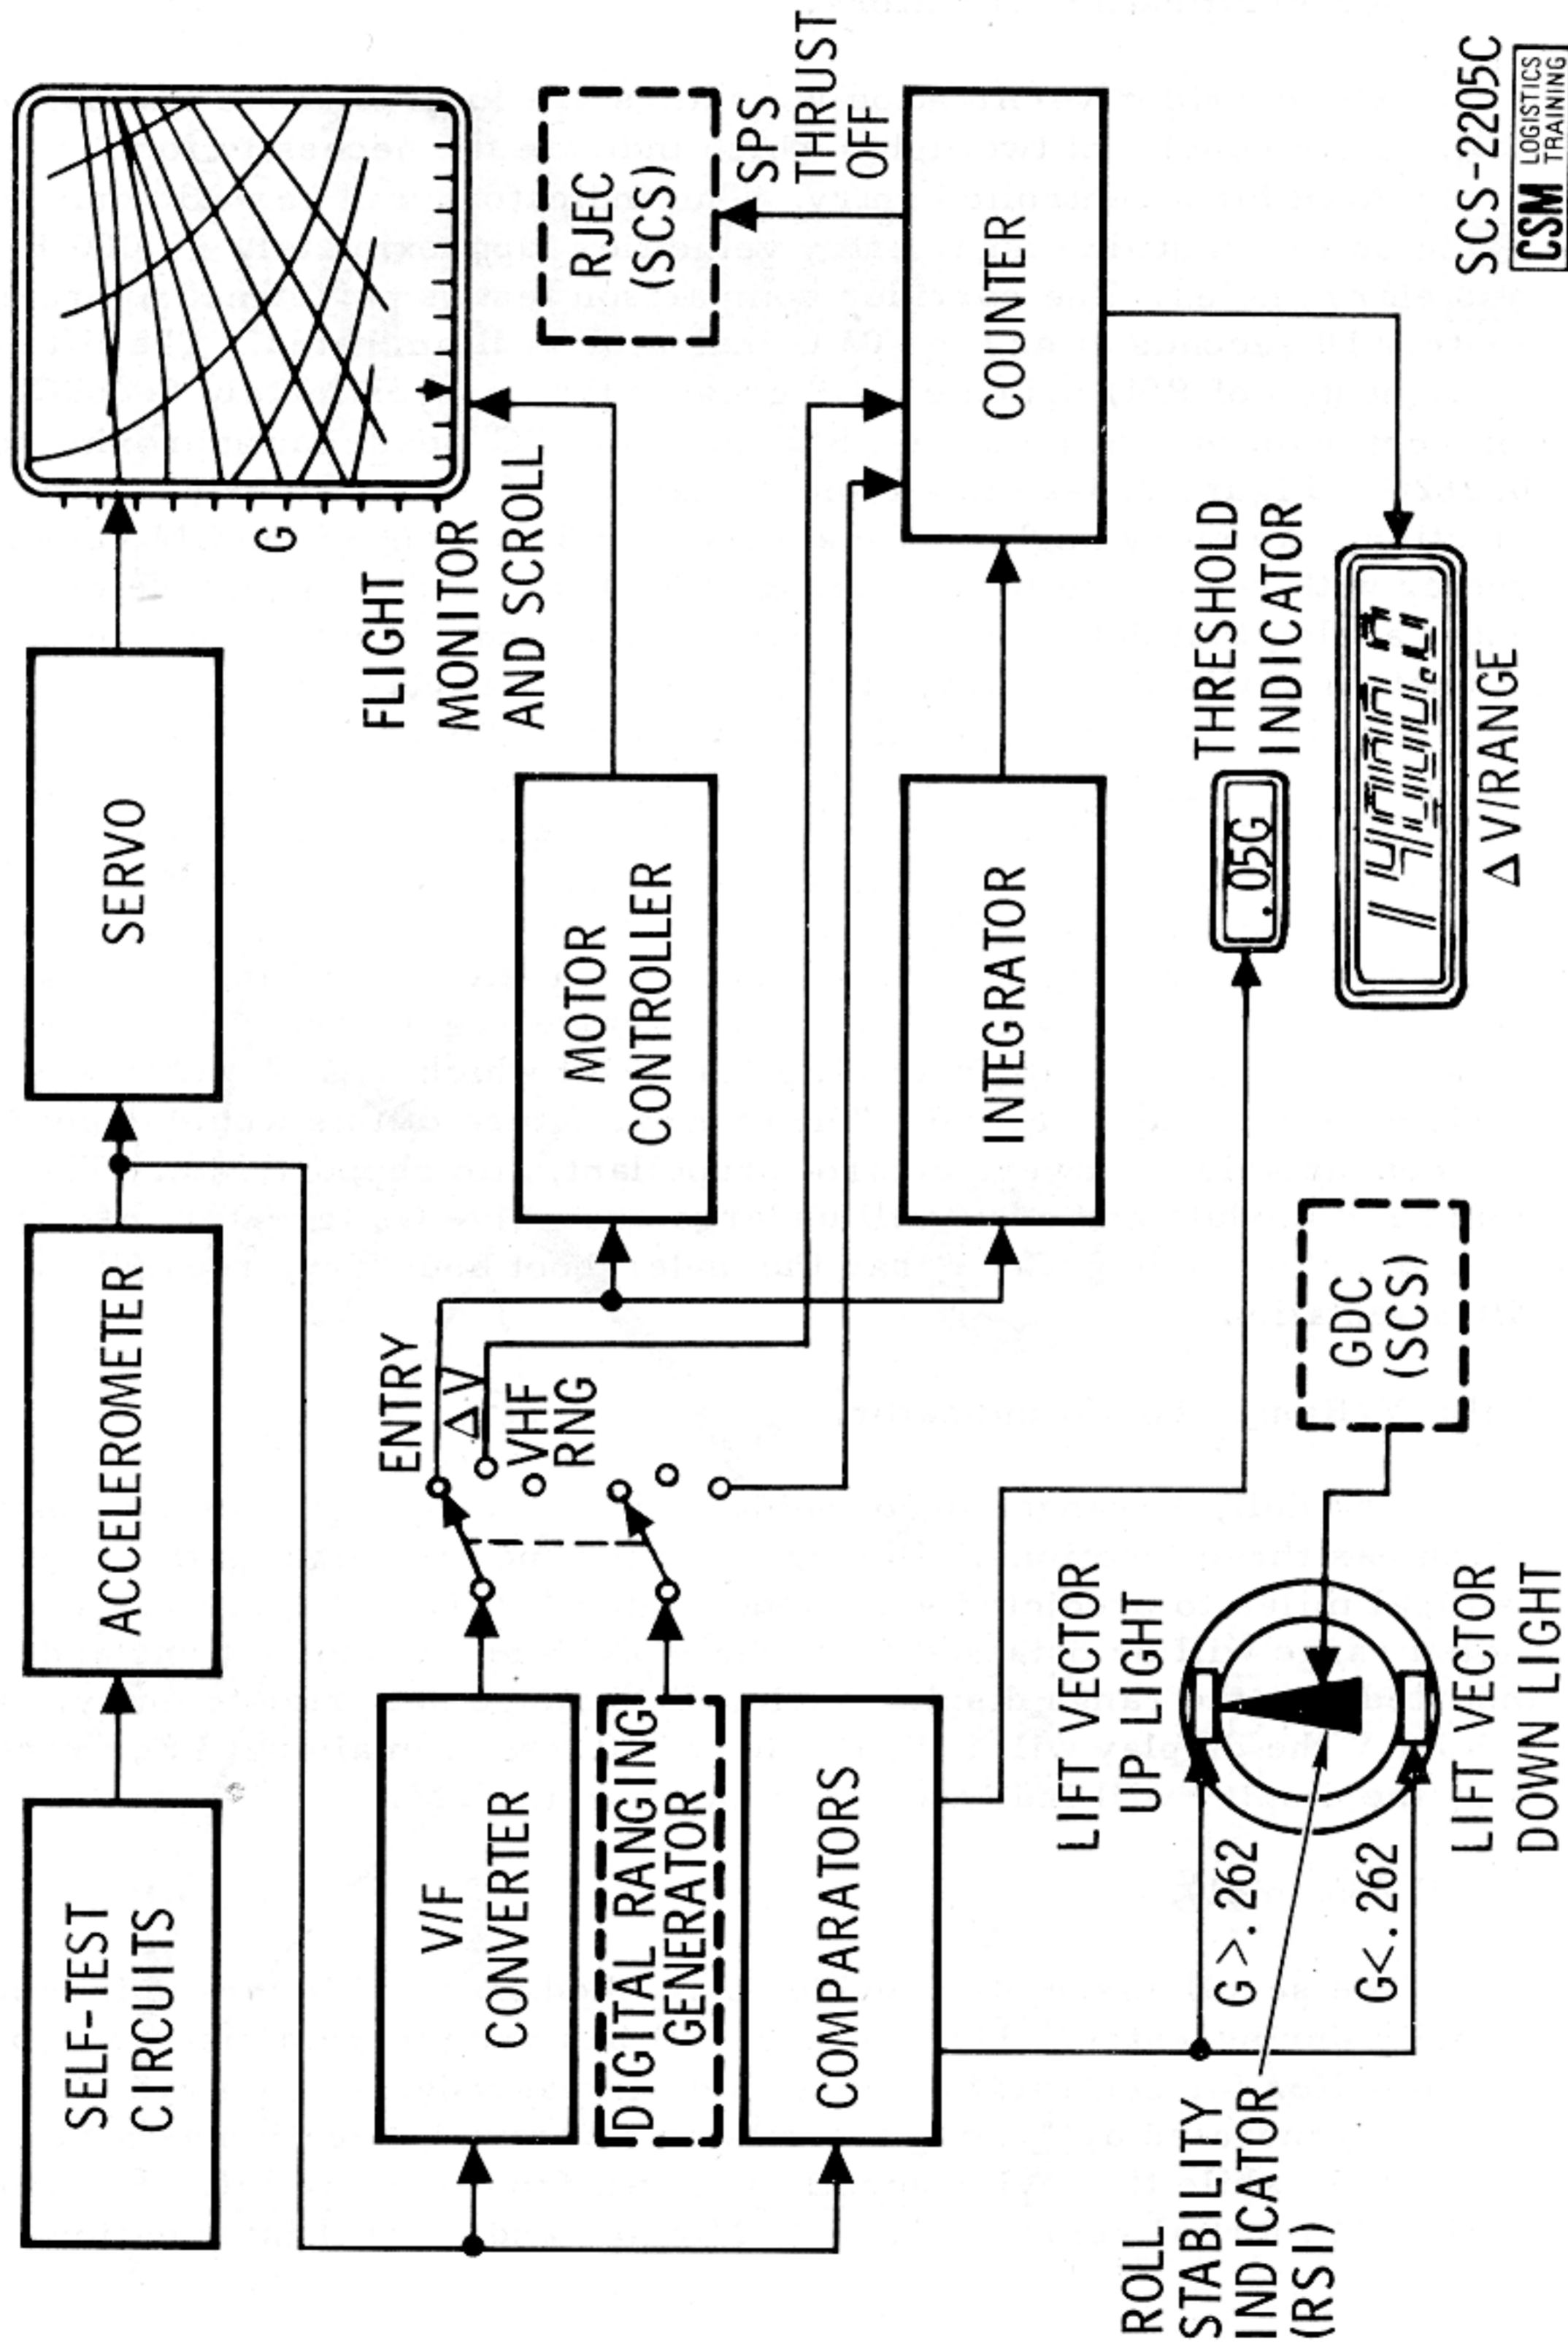 SELF-TEST
CIRCUITS
ACCELEROMETER
SERVO
G
FLIGHT
MONITOR
AND SCROLL
V/F
CONVERTER
ENTRY
ΔV
VHF
RNG
MOTOR
CONTROLLER
RJEC
(SCS)
DIGITAL RANGING
GENERATOR
SPS
THRUST
OFF
COMPARATORS
INTEGRATOR
COUNTER
ROLL
STABILITY
INDICATOR
(RSI)
G>.262
G<.262
LIFT VECTOR
UP LIGHT
LIFT VECTOR
DOWN LIGHT
GDC
(SCS)
.05G
THRESHOLD
INDICATOR
Δ V/RANGE
SCS-2205C
CSM LOGISTICS
TRAINING